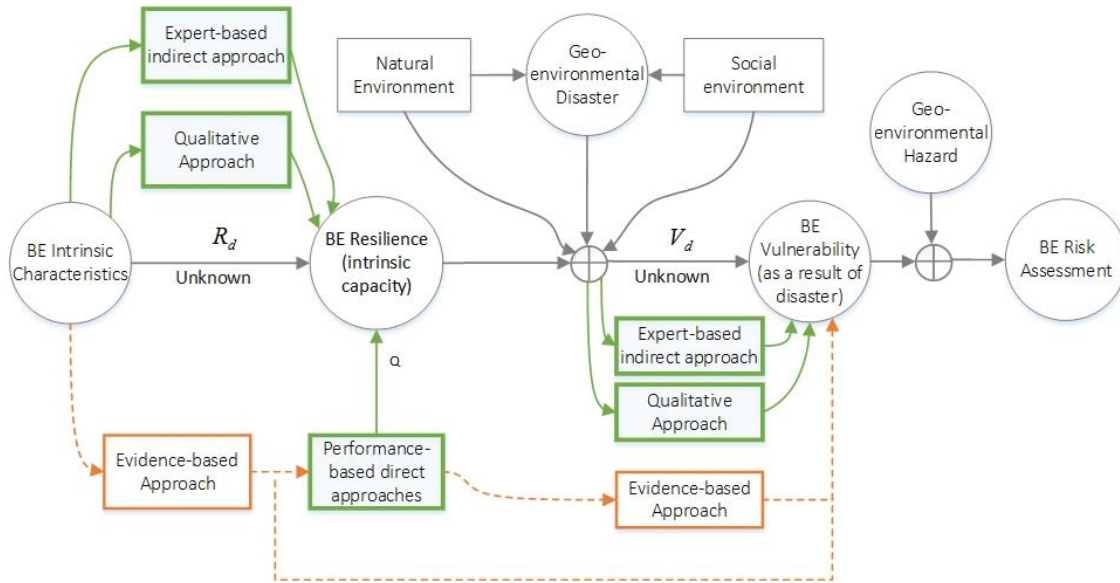 Expert-based
indirect approach
Natural
Environment
Geo-
environmental
Disaster
Social
environment
Qualitative
Approach
Geo-
environmental
Hazard
BE Intrinsic
Characteristics
R_d
Unknown
BE Resilience
(intrinsic
capacity)
V_d
Unknown
BE
Vulnerability
(as a result of
disaster)
BE Risk
Assessment
Expert-based
indirect approach
Q
Qualitative
Approach
Evidence-based
Approach
Performance-
based direct
approaches
Evidence-based
Approach